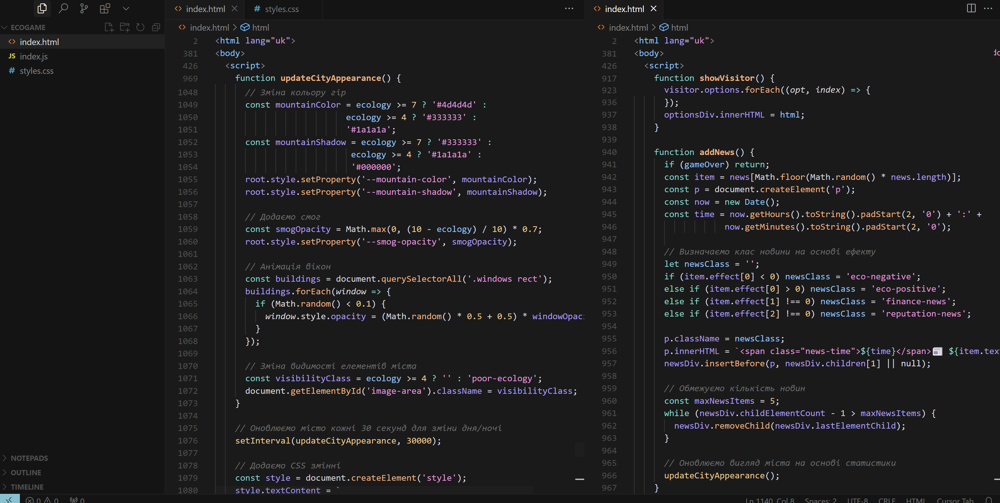 index.html
styles.css
index.html
ECOGAME
index.html
index.js
styles.css
NOTEPADS
OUTLINE
TIMELINE
index.html > html
2 <html lang="uk">
381 <body>
426 <script>
969 function updateCityAppearance() {
1048 // Зміна кольору гір
1049 const mountainColor = ecology >= 7 ? '#4d4d4d' :
1050 ecology >= 4 ? '#333333' :
1051 '#1a1a1a';
1052 const mountainShadow = ecology >= 7 ? '#333333' :
1053 ecology >= 4 ? '#1a1a1a' :
1054 '#000000';
1055 root.style.setProperty('--mountain-color', mountainColor);
1056 root.style.setProperty('--mountain-shadow', mountainShadow);
1057
1058 // Додаємо смог
1059 const smogOpacity = Math.max(0, (10 - ecology) / 10) * 0.7;
1060 root.style.setProperty('--smog-opacity', smogOpacity);
1061
1062 // Анімація вікон
1063 const buildings = document.querySelectorAll('.windows rect');
1064 buildings.forEach(window => {
1065 if (Math.random() < 0.1) {
1066 window.style.opacity = (Math.random() * 0.5 + 0.5) * windowOpac
1067 }
1068 });
1069
1070 // Зміна видимості елементів міста
1071 const visibilityClass = ecology >= 4 ? '' : 'poor-ecology';
1072 document.getElementById('image-area').className = visibilityClass;
1073 }
1074
1075 // Оновлюємо місто кожні 30 секунд для зміни дня/ночі
1076 setInterval(updateCityAppearance, 30000);
1077
1078 // Додаємо CSS змінні
1079 const style = document.createElement('style');
1080 style.textContent = `
index.html > html
2 <html lang="uk">
381 <body>
426 <script>
917 function showVisitor() {
923 visitor.options.forEach((opt, index) => {
936 });
937 optionsDiv.innerHTML = html;
938 }
939
940 function addNews() {
941 if (gameOver) return;
942 const item = news[Math.floor(Math.random() * news.length)];
943 const p = document.createElement('p');
944 const now = new Date();
945 const time = now.getHours().toString().padStart(2, '0') + ':' +
946 now.getMinutes().toString().padStart(2, '0');
947
948 // Визначаємо клас новини на основі ефекту
949 let newsClass = '';
950 if (item.effect[0] < 0) newsClass = 'eco-negative';
951 else if (item.effect[0] > 0) newsClass = 'eco-positive';
952 else if (item.effect[1] !== 0) newsClass = 'finance-news';
953 else if (item.effect[2] !== 0) newsClass = 'reputation-news';
954
955 p.className = newsClass;
956 p.innerHTML = `<span class="news-time">${time}</span>📰 ${item.tex
957 newsDiv.insertBefore(p, newsDiv.children[1] || null);
958
959 // Обмежуємо кількість новин
960 const maxNewsItems = 5;
961 while (newsDiv.childElementCount - 1 > maxNewsItems) {
962 newsDiv.removeChild(newsDiv.lastElementChild);
963 }
964
965 // Оновлюємо вигляд міста на основі статистики
966 updateCityAppearance();
967 }
0 0 0
Ln 1140, Col 8 Spaces: 2 UTF-8 CRLF HTML Cursor Tab